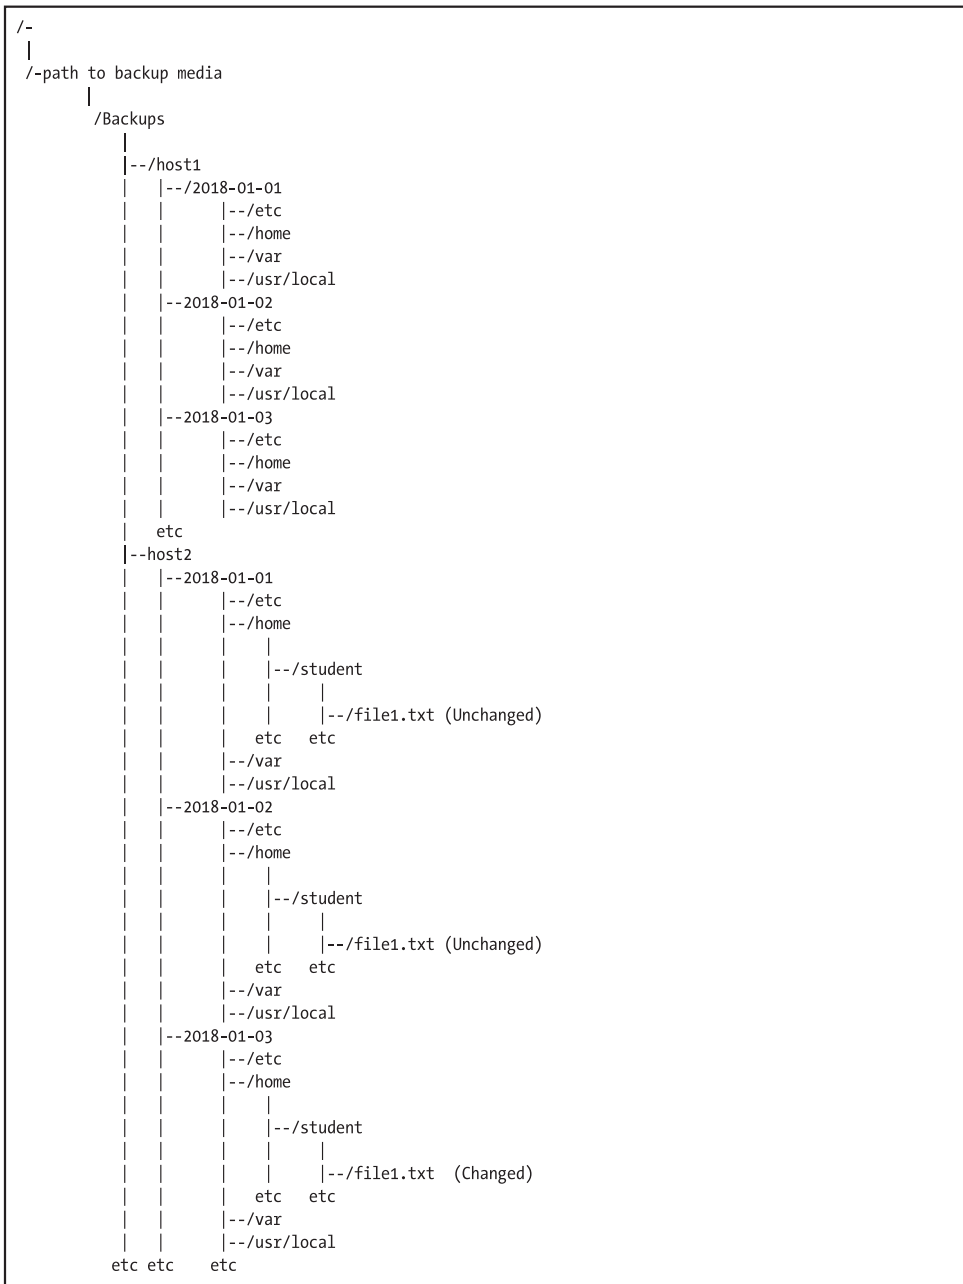 /-
 |
 /-path to backup media
        |
        /Backups
            |
            |--/host1
            |   |--/2018-01-01
            |   |      |--/etc
            |   |      |--/home
            |   |      |--/var
            |   |      |--/usr/local
            |   |--2018-01-02
            |   |      |--/etc
            |   |      |--/home
            |   |      |--/var
            |   |      |--/usr/local
            |   |--2018-01-03
            |   |      |--/etc
            |   |      |--/home
            |   |      |--/var
            |   |      |--/usr/local
            |   etc
            |--host2
            |   |--2018-01-01
            |   |      |--/etc
            |   |      |--/home
            |   |      |    |
            |   |      |    |--/student
            |   |      |    |     |
            |   |      |    |     |--/file1.txt (Unchanged)
            |   |      |   etc   etc
            |   |      |--/var
            |   |      |--/usr/local
            |   |--2018-01-02
            |   |      |--/etc
            |   |      |--/home
            |   |      |    |
            |   |      |    |--/student
            |   |      |    |     |
            |   |      |    |     |--/file1.txt (Unchanged)
            |   |      |   etc   etc
            |   |      |--/var
            |   |      |--/usr/local
            |   |--2018-01-03
            |   |      |--/etc
            |   |      |--/home
            |   |      |    |
            |   |      |    |--/student
            |   |      |    |     |
            |   |      |    |     |--/file1.txt  (Changed)
            |   |      |   etc   etc
            |   |      |--/var
            |   |      |--/usr/local
           etc etc    etc